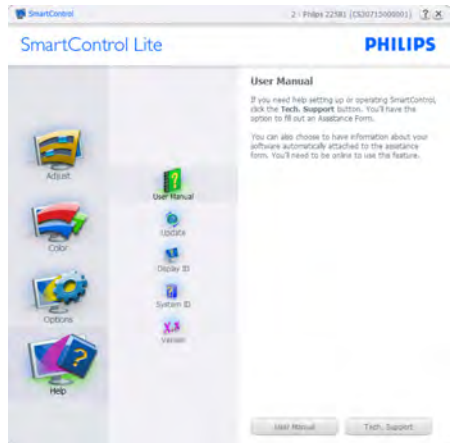 SmartControl
2 - Philips 225B1 (CS20715000001)
? X
SmartControl Lite
PHILIPS
User Manual
If you need help setting up or operating SmartControl,
click the Tech. Support button. You'll have the
option to fill out an Assistance Form.
You can also choose to have information about your
software automatically attached to the assistance
form. You'll need to be online to use the feature.
Adjust
Color
Options
Help
User Manual
Update
Display ID
System ID
X.x
Version
User Manual
Tech. Support